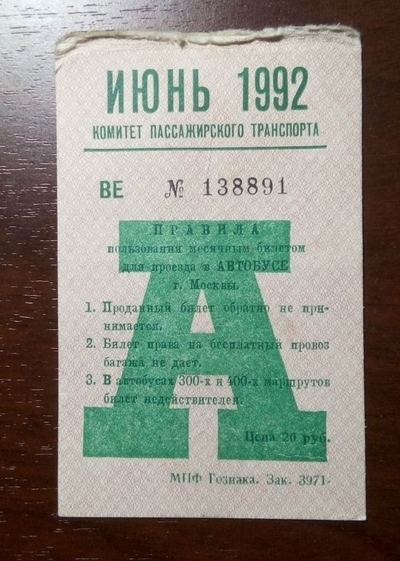 ИЮНЬ 1992
КОМИТЕТ ПАССАЖИРСКОГО ТРАНСПОРТА
ВЕ № 138891
А
ПРАВИЛА
пользования месячным билетом
для проезда в АВТОБУСЕ
г. Москвы.
1. Проданный билет обратно не при-
нимается.
2. Билет права на бесплатный провоз
багажа не дает.
3. В автобусах 300-х и 400-х маршрутов
билет недействителен.
Цена 20 руб.
МПФ Гознака. Зак. 3971.